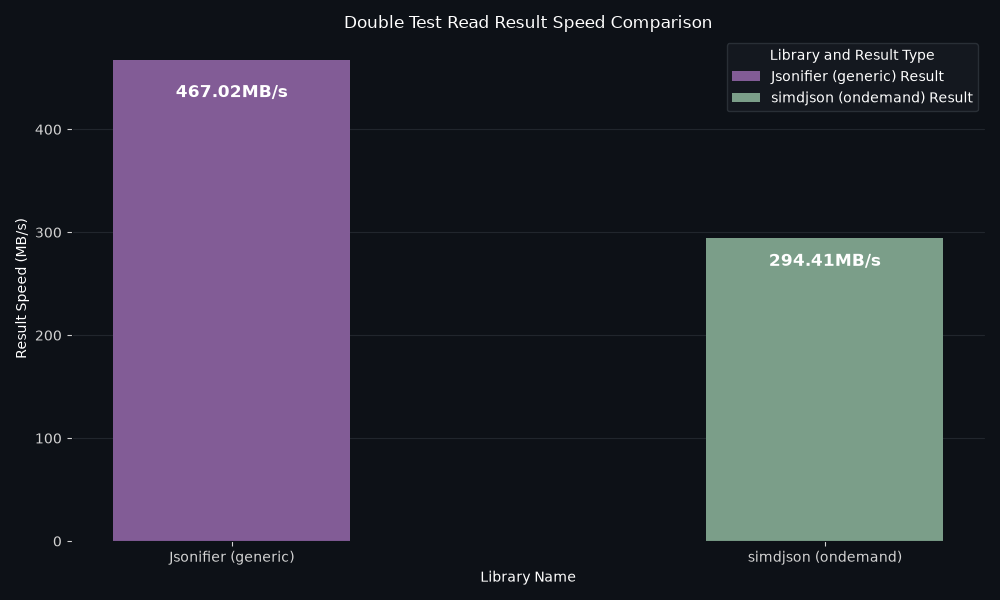 Double Test Read Result Speed Comparison
Library and Result Type
Jsonifier (generic) Result
simdjson (ondemand) Result
467.02MB/s
294.41MB/s
Result Speed (MB/s)
400
300
200
100
0
Jsonifier (generic)
simdjson (ondemand)
Library Name